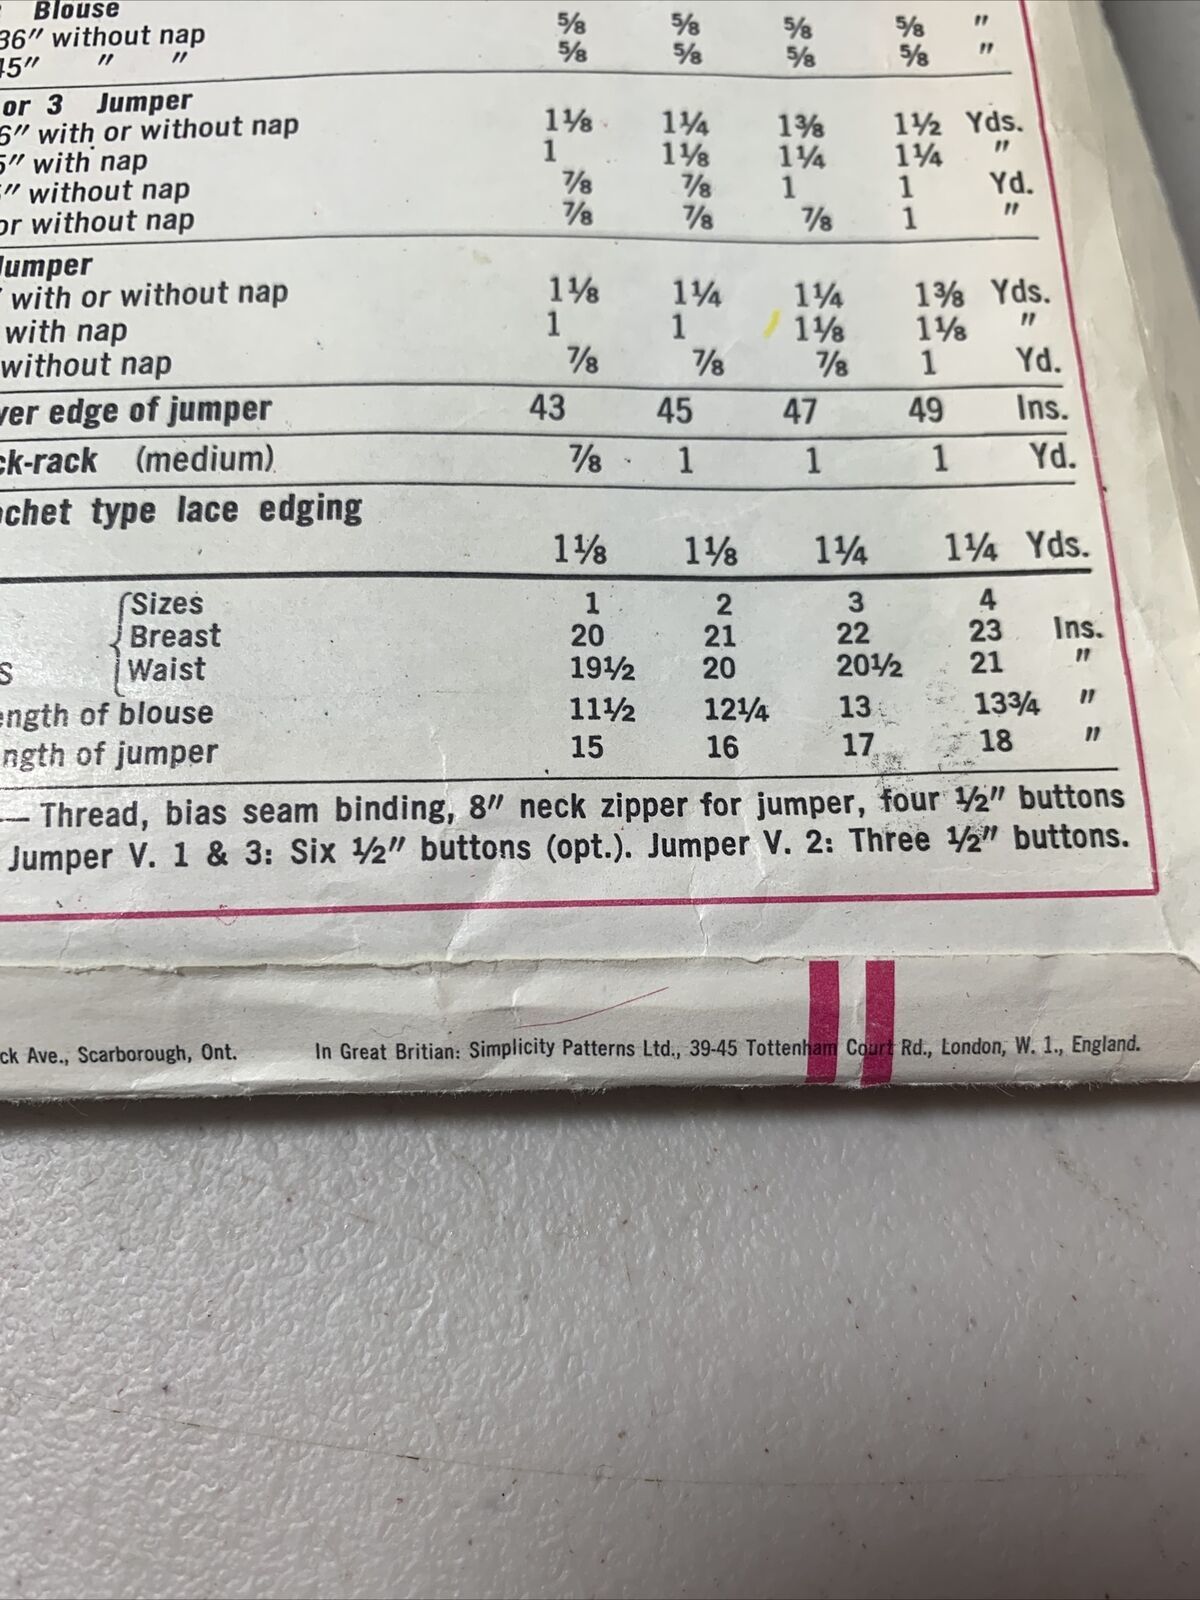 Blouse
36" without nap 5/8 5/8 5/8 5/8 "
45" " " 5/8 5/8 5/8 5/8 "
or 3 Jumper
6" with or without nap 1 1/8 1 1/4 1 3/8 1 1/2 Yds.
5" with nap 1 1 1/8 1 1/4 1 1/4 "
" without nap 7/8 7/8 1 1 Yd.
or without nap 7/8 7/8 7/8 1 "
Jumper
" with or without nap 1 1/8 1 1/4 1 1/4 1 3/8 Yds.
with nap 1 1 1 1/8 1 1/8 "
without nap 7/8 7/8 7/8 1 Yd.
ver edge of jumper 43 45 47 49 Ins.
ck-rack (medium) 7/8 1 1 1 Yd.
ochet type lace edging
1 1/8 1 1/8 1 1/4 1 1/4 Yds.
Sizes 1 2 3 4
Breast 20 21 22 23 Ins.
S Waist 19 1/2 20 20 1/2 21 "
ength of blouse 11 1/2 12 1/4 13 13 3/4 "
ngth of jumper 15 16 17 18 "
— Thread, bias seam binding, 8" neck zipper for jumper, four 1/2" buttons
Jumper V. 1 & 3: Six 1/2" buttons (opt.). Jumper V. 2: Three 1/2" buttons.
ck Ave., Scarborough, Ont. In Great Britian: Simplicity Patterns Ltd., 39-45 Tottenham Court Rd., London, W. 1., England.